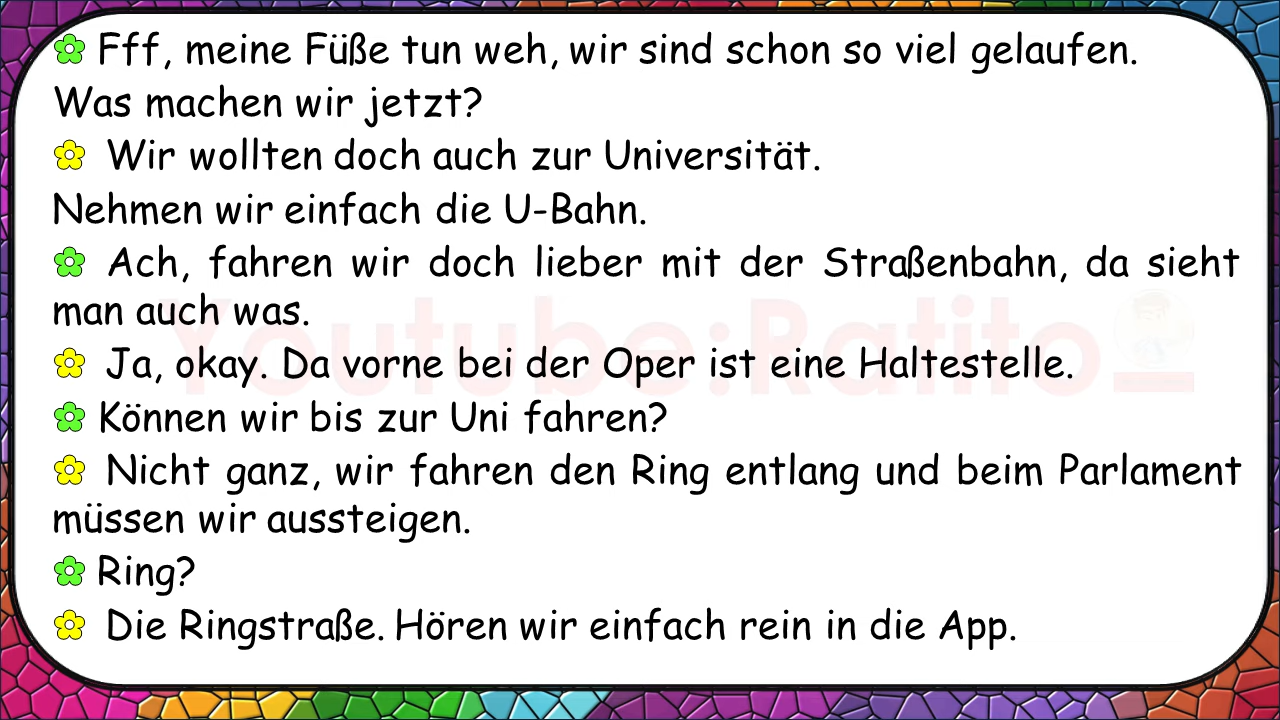 Fff, meine Füße tun weh, wir sind schon so viel gelaufen.
Was machen wir jetzt?
Wir wollten doch auch zur Universität.
Nehmen wir einfach die U-Bahn.
Ach, fahren wir doch lieber mit der Straßenbahn, da sieht
man auch was.
Youtube:Ratito
Ja, okay. Da vorne bei der Oper ist eine Haltestelle.
Können wir bis zur Uni fahren?
Nicht ganz, wir fahren den Ring entlang und beim Parlament
müssen wir aussteigen.
Ring?
Die Ringstraße. Hören wir einfach rein in die App.